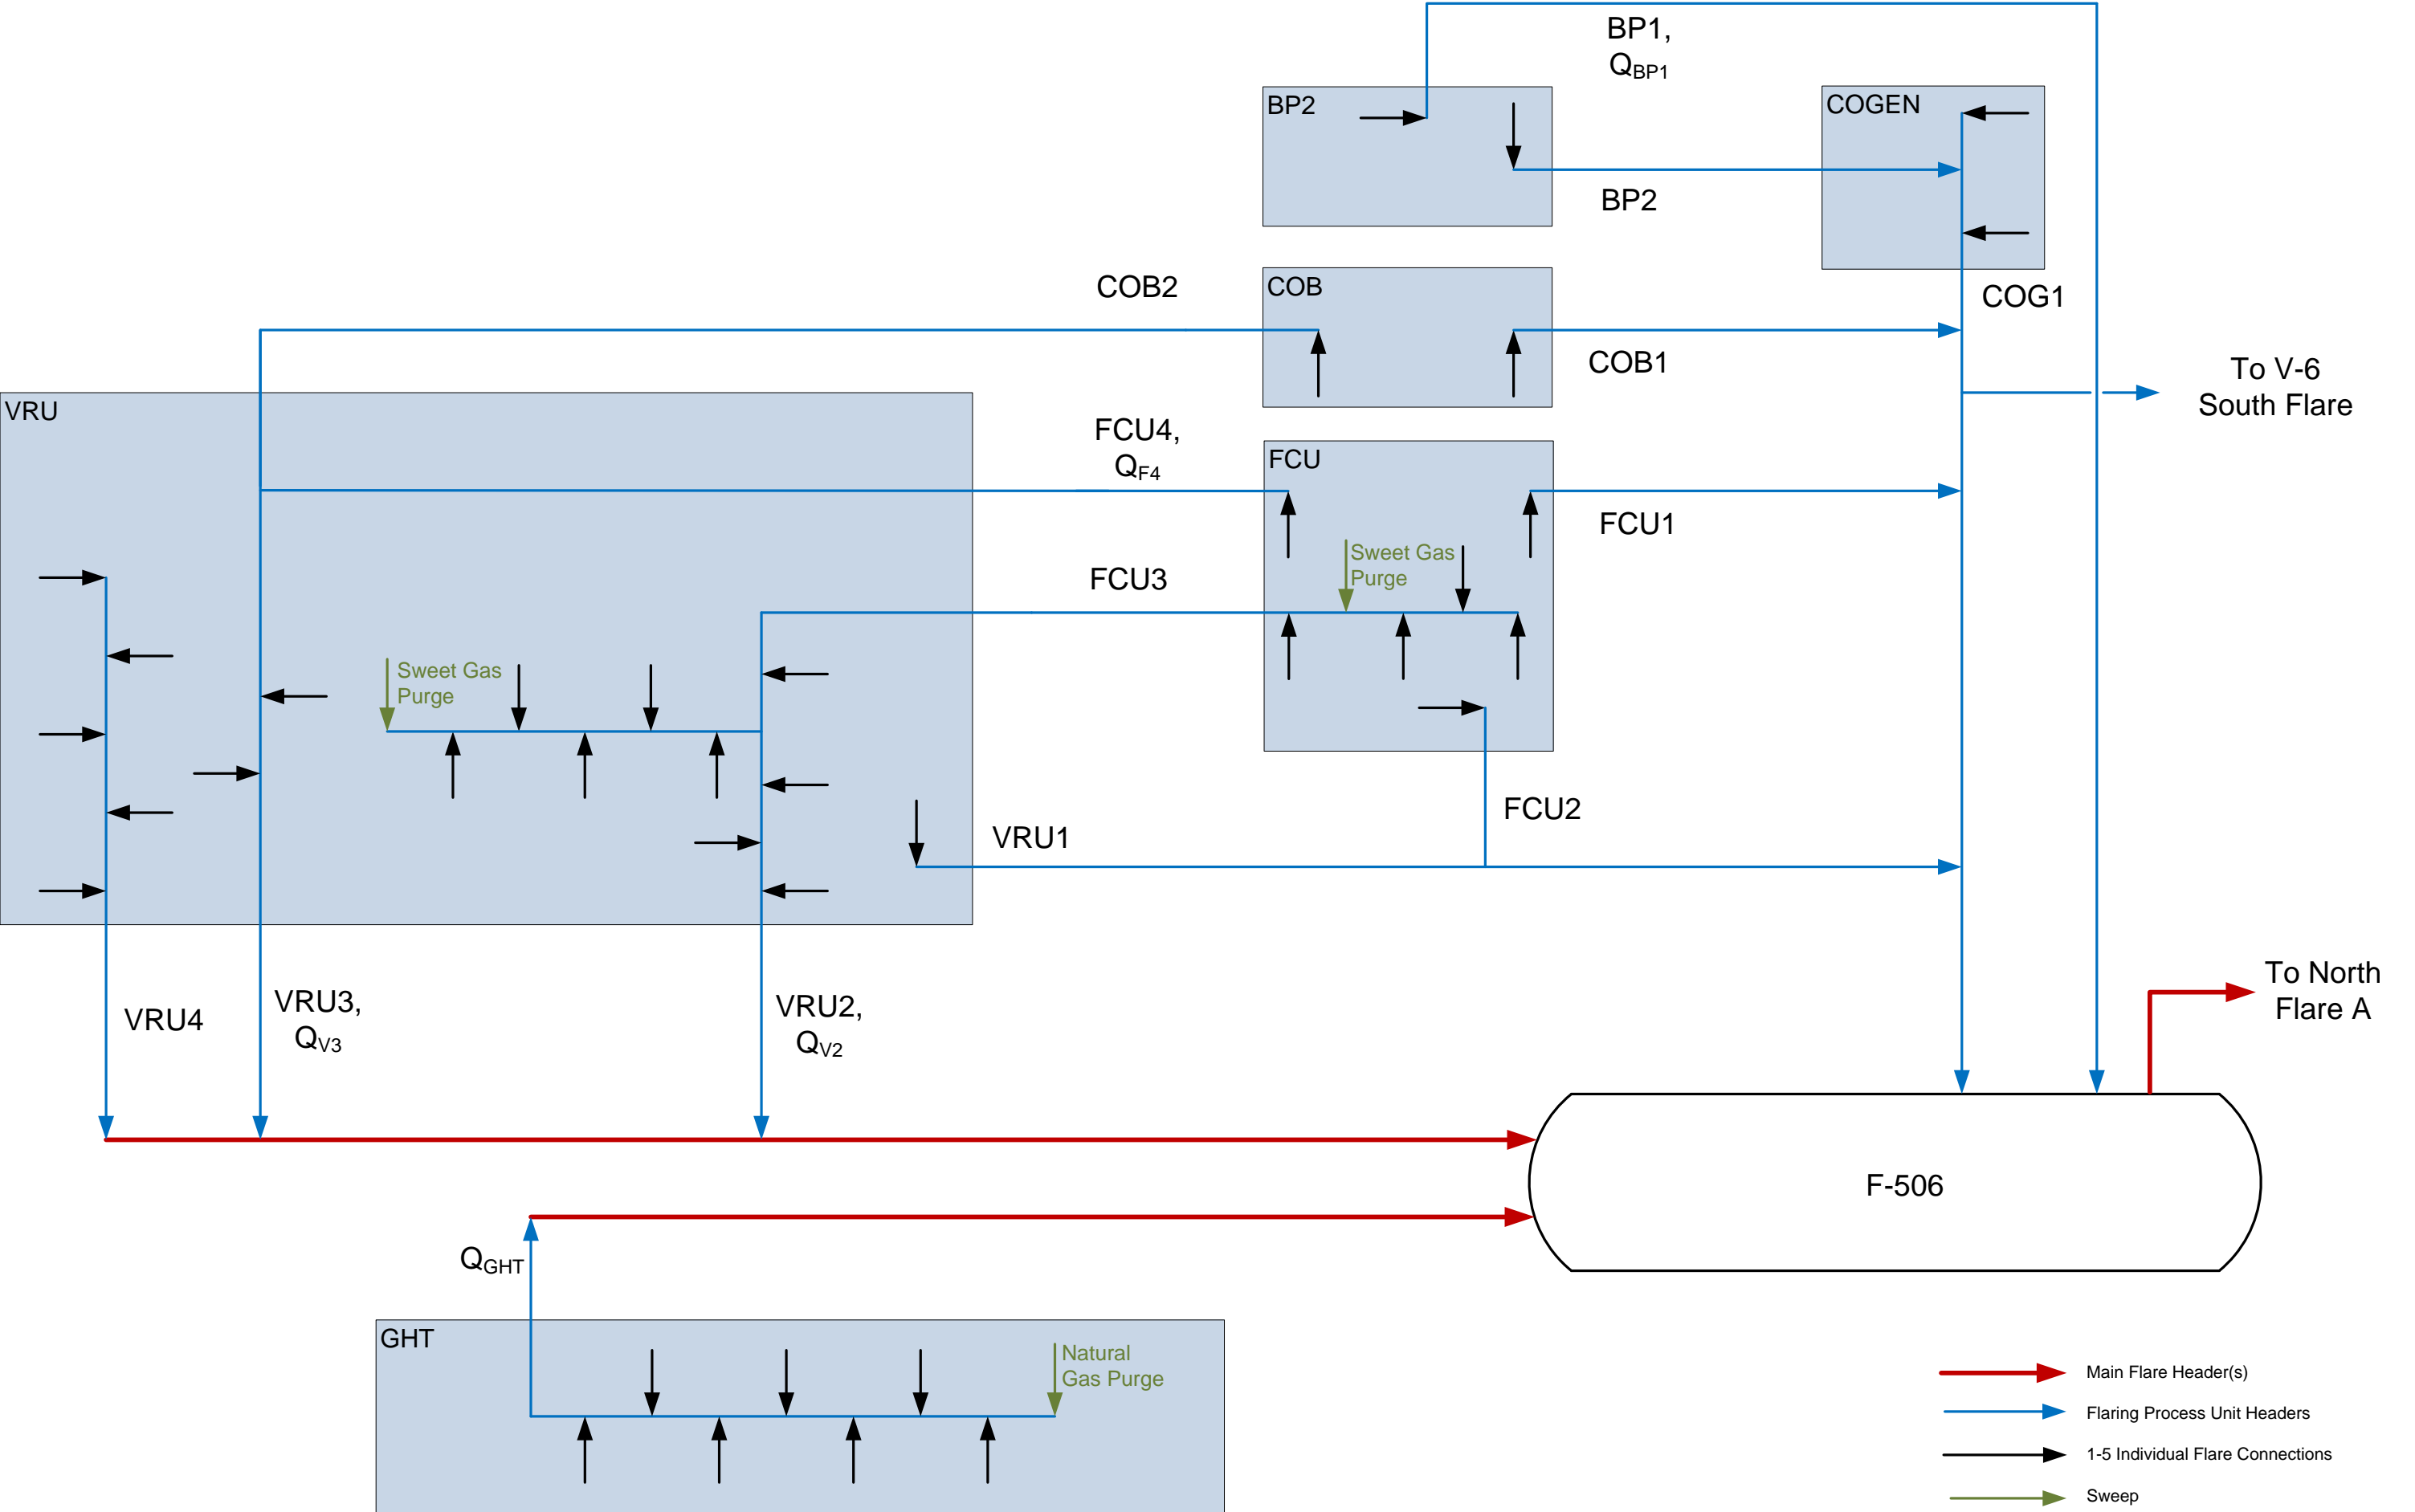 BP1,
QBP1
BP2
COGEN
BP2
COB2
COB
COG1
COB1
To V-6
South Flare
VRU
FCU4,
QF4
FCU
FCU1
Sweet Gas
Purge
FCU3
Sweet Gas
Purge
FCU2
VRU1
To North
Flare A
VRU4
VRU3,
QV3
VRU2,
QV2
F-506
QGHT
GHT
Natural
Gas Purge
Main Flare Header(s)
Flaring Process Unit Headers
1-5 Individual Flare Connections
Sweep